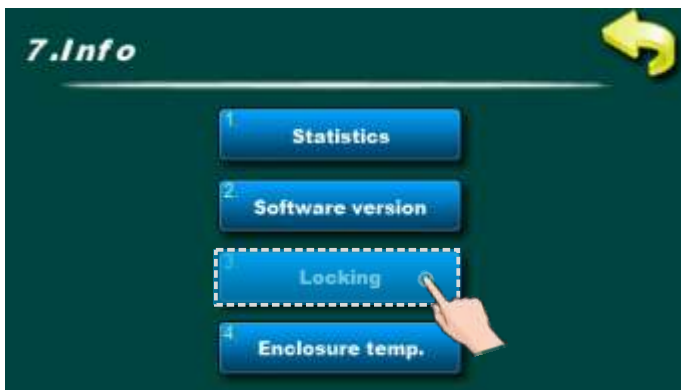 7.Info
1.
Statistics
2.
Software version
3.
Locking
4.
Enclosure temp.